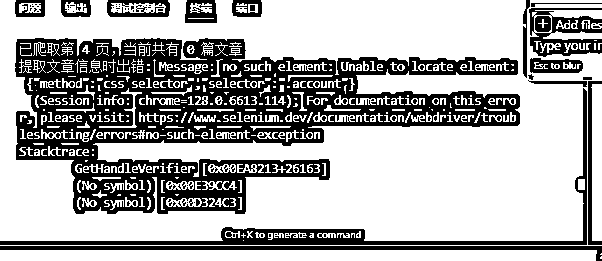 问题 输出 调试控制台 终端 端口
Add files
Type your in
Esc to blur
已爬取第 4 页，当前共有 0 篇文章
提取文章信息时出错: Message: no such element: Unable to locate element:
{"method":"css selector","selector":".account"}
(Session info: chrome=128.0.6613.114); For documentation on this erro
r, please visit: https://www.selenium.dev/documentation/webdriver/troub
leshooting/errors#no-such-element-exception
Stacktrace:
GetHandleVerifier [0x00EA8213+26163]
(No symbol) [0x00E39CC4]
(No symbol) [0x00D324C3]
Ctrl+K to generate a command